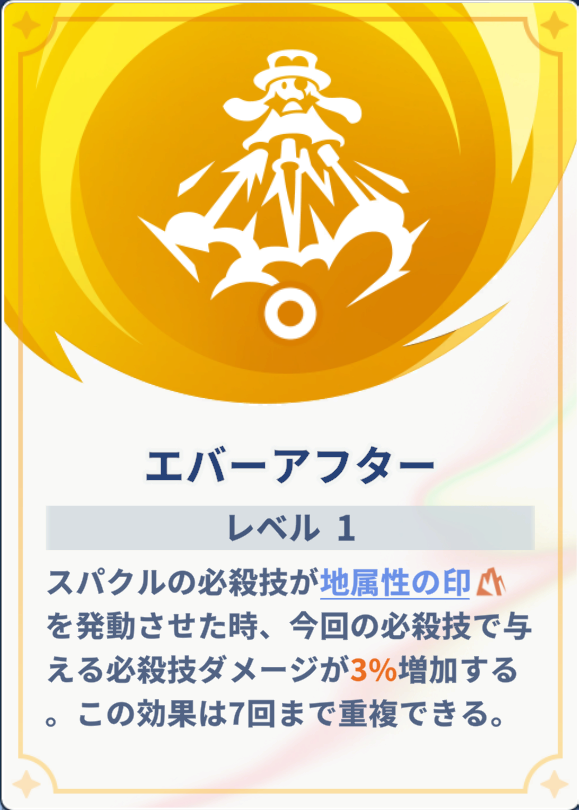 エバーアフター
レベル 1
スパクルの必殺技が地属性の印
を発動させた時、今回の必殺技で与
える必殺技ダメージが3%増加する
。この効果は7回まで重複できる。